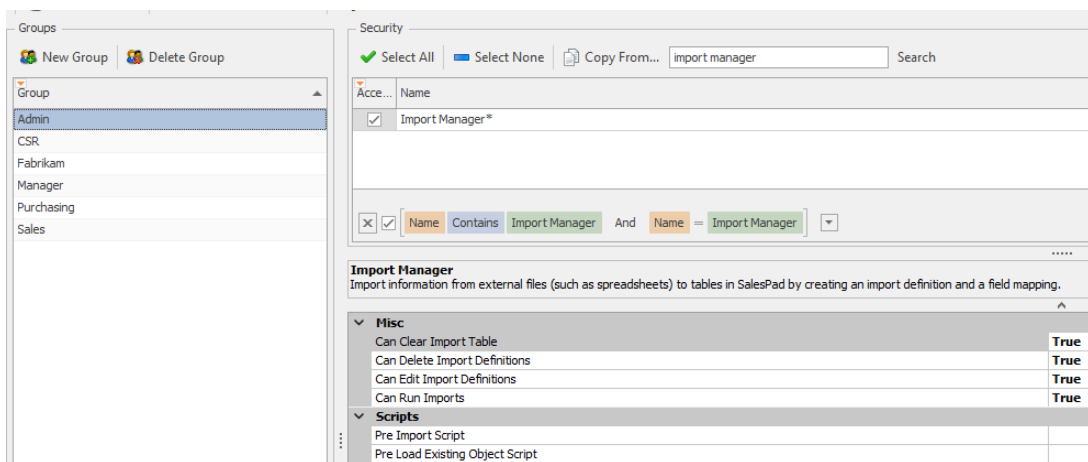 Groups
New Group Delete Group
Group
Admin
CSR
Fabrikam
Manager
Purchasing
Sales
Security
Select All Select None Copy From... import manager Search
Acce... Name
Import Manager*
Name Contains Import Manager And Name = Import Manager
Import Manager
Import information from external files (such as spreadsheets) to tables in SalesPad by creating an import definition and a field mapping.
Misc
Can Clear Import Table True
Can Delete Import Definitions True
Can Edit Import Definitions True
Can Run Imports True
Scripts
Pre Import Script
Pre Load Existing Object Script